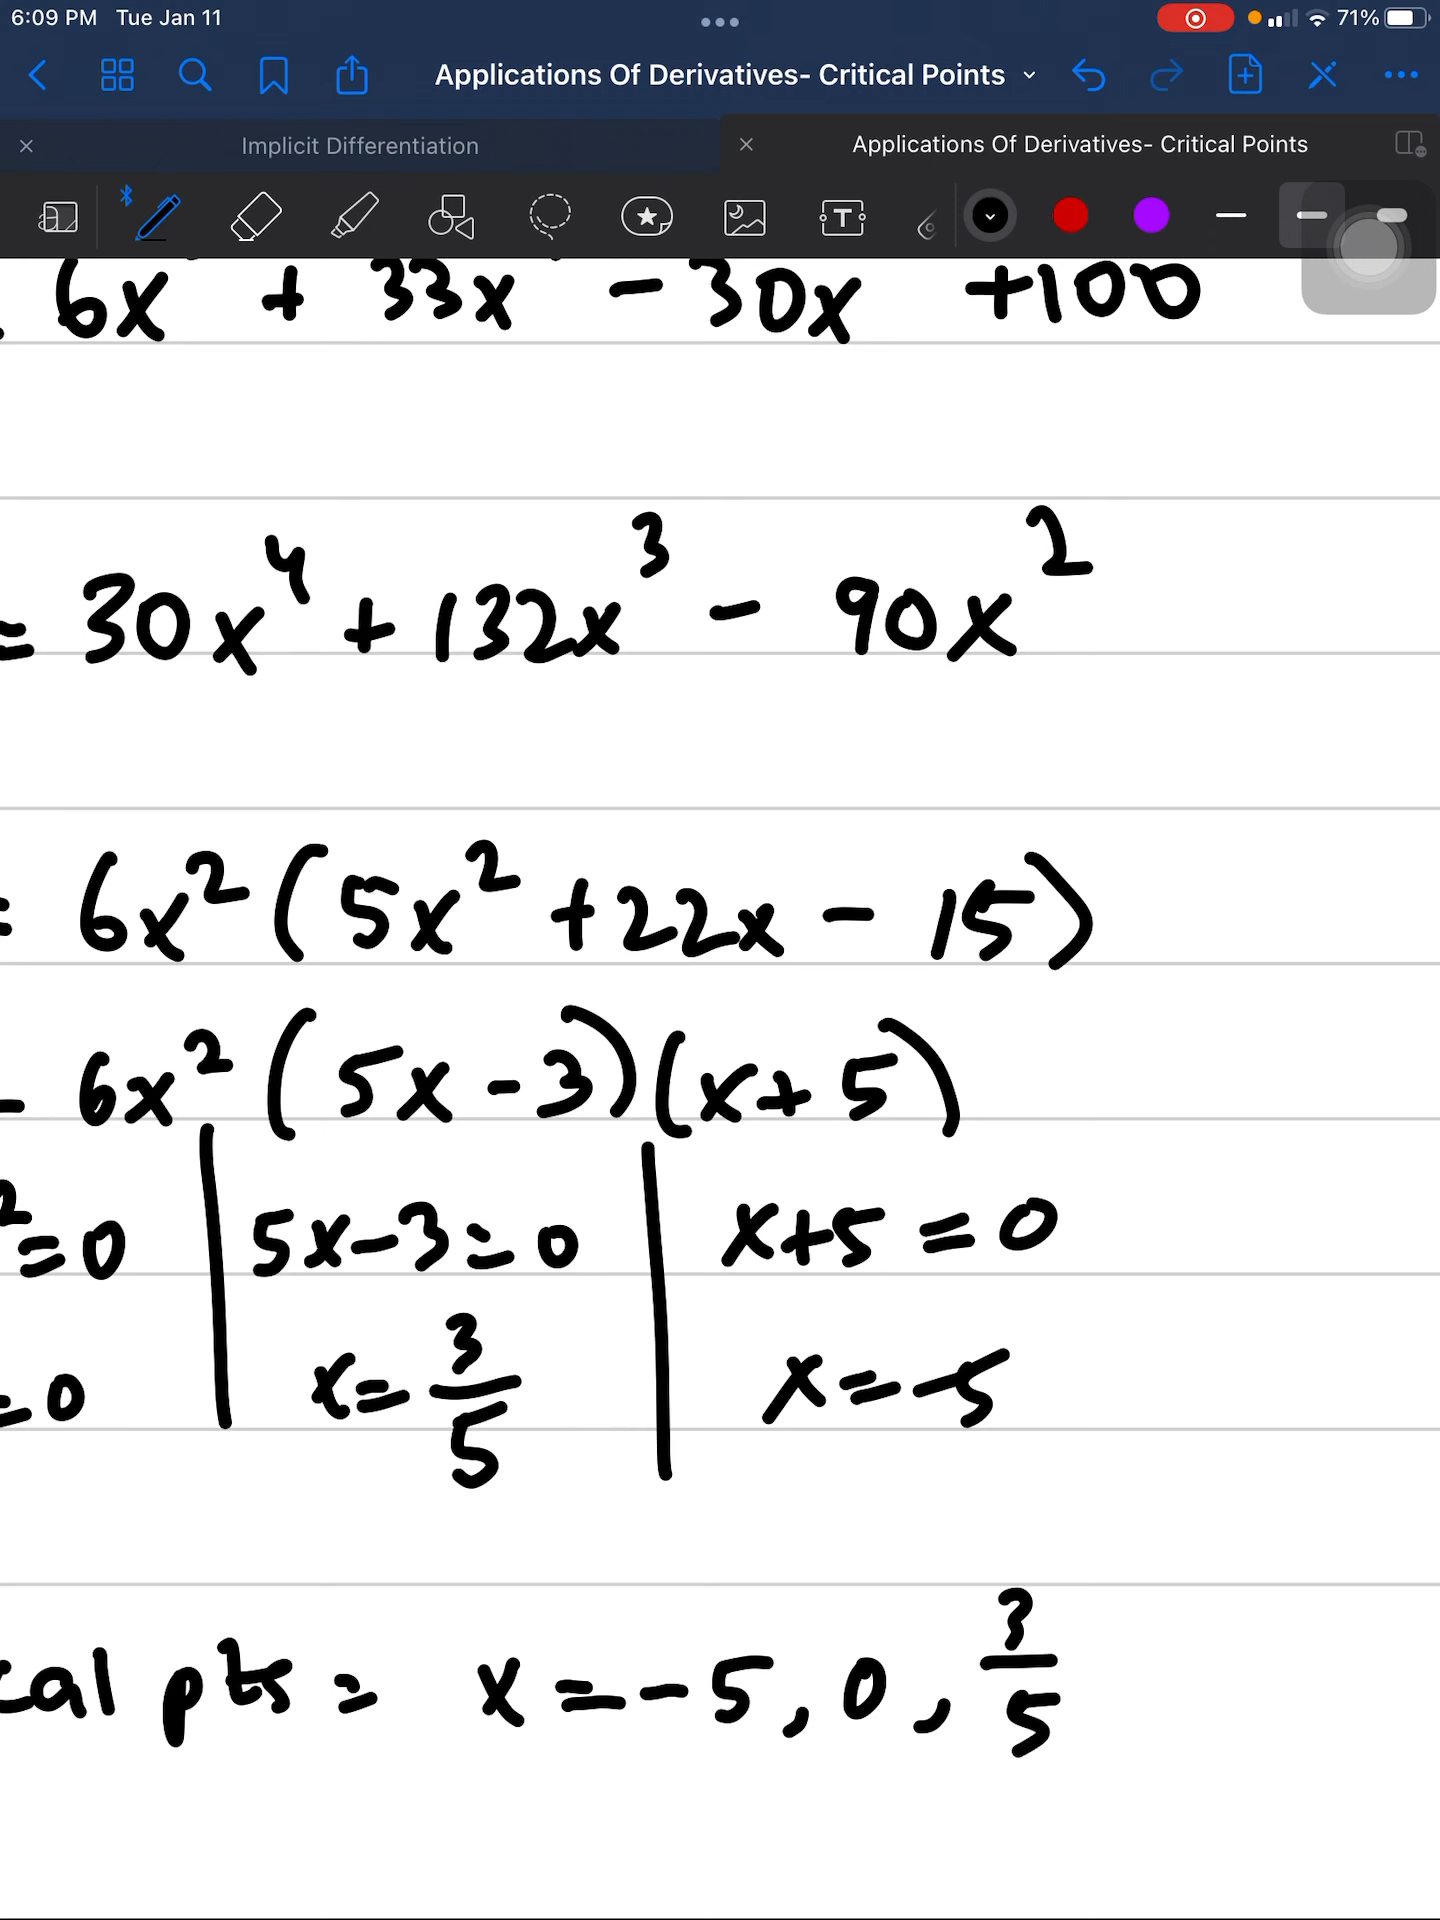 6:09 PM Tue Jan 11 71%
Applications Of Derivatives- Critical Points
Implicit Differentiation Applications Of Derivatives- Critical Points
6x + 33x - 30x +100
= 30x⁴ + 132x³ - 90x²
= 6x² (5x² + 22x - 15)
6x² (5x - 3)(x + 5)
²=0 | 5x-3=0 | x+5=0
=0 | x=3/5 | x=-5
cal pts = x=-5, 0, 3/5